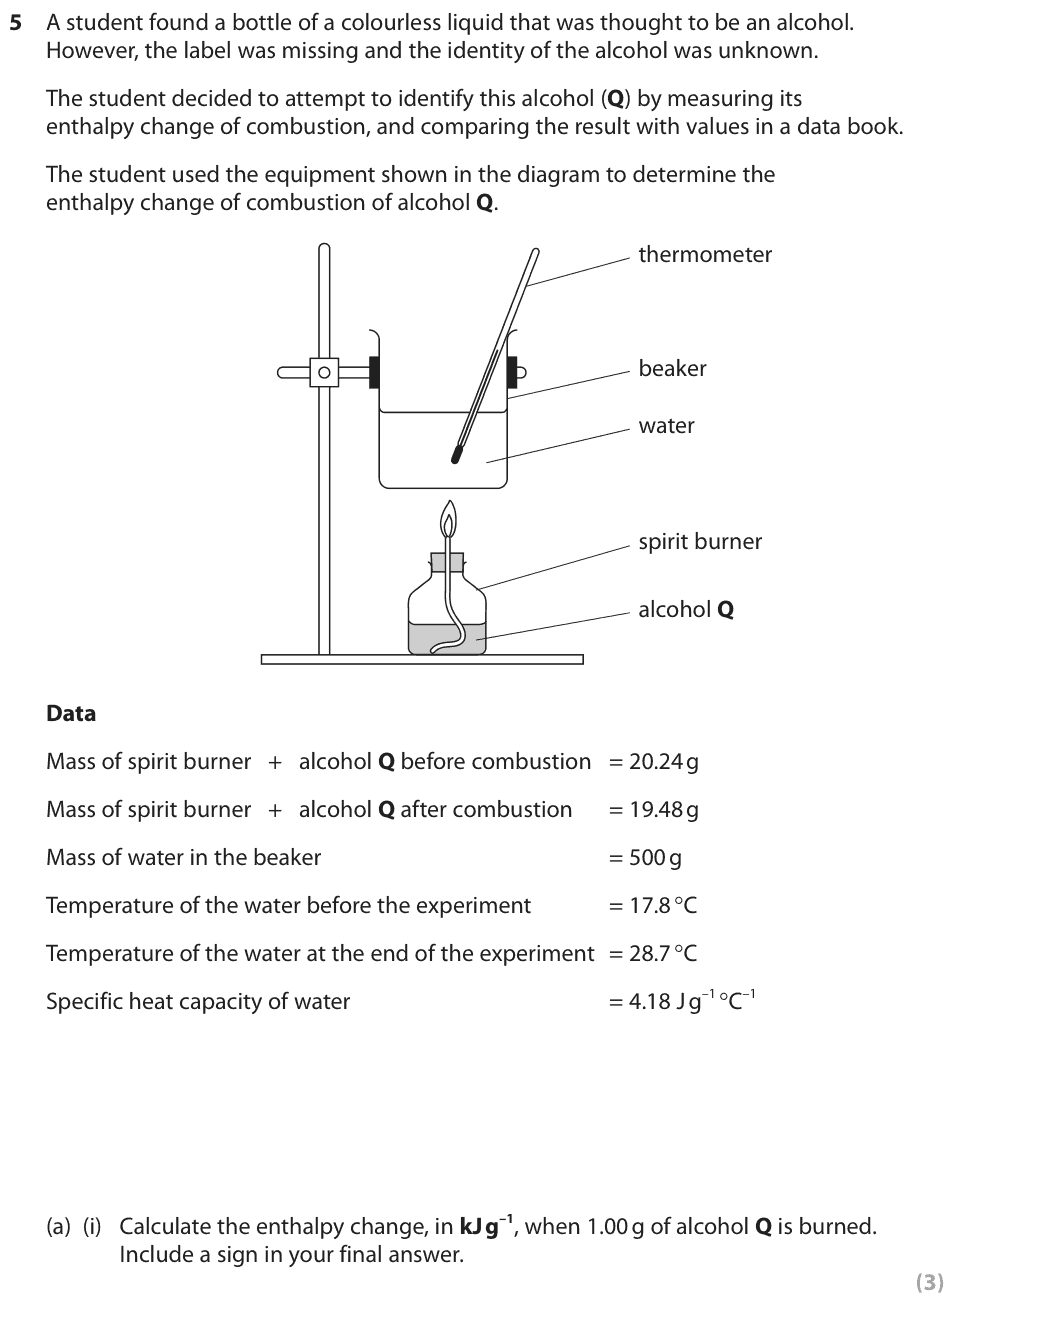 5 A student found a bottle of a colourless liquid that was thought to be an alcohol.
However, the label was missing and the identity of the alcohol was unknown.
The student decided to attempt to identify this alcohol (Q) by measuring its
enthalpy change of combustion, and comparing the result with values in a data book.
The student used the equipment shown in the diagram to determine the
enthalpy change of combustion of alcohol Q.
thermometer
beaker
water
spirit burner
alcohol Q
Data
Mass of spirit burner + alcohol Q before combustion = 20.24 g
Mass of spirit burner + alcohol Q after combustion = 19.48 g
Mass of water in the beaker = 500 g
Temperature of the water before the experiment = 17.8 °C
Temperature of the water at the end of the experiment = 28.7 °C
Specific heat capacity of water = 4.18 J g⁻¹ °C⁻¹
(a) (i) Calculate the enthalpy change, in kJ g⁻¹, when 1.00 g of alcohol Q is burned.
Include a sign in your final answer.
(3)